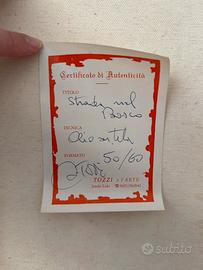 Certificato di Autenticità
TITOLO
Strada nel
Bosco
TECNICA
Olio su tela
FORMATO
50/60
TOZZI
subito